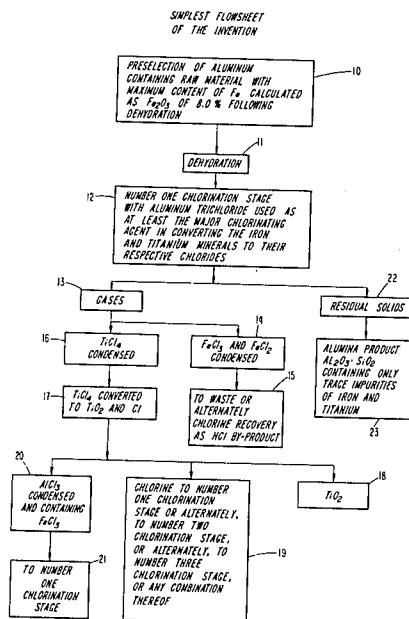 SIMPLEST FLOWSHEET
OF THE INVENTION
PRESELECTION OF ALUMINUM
CONTAINING RAW MATERIAL WITH
MAXIMUM CONTENT OF Fe CALCULATED
AS Fe2O3 OF 8.0 % FOLLOWING
DEHYDRATION
10
DEHYDRATION
11
12
NUMBER ONE CHLORINATION STAGE
WITH ALUMINUM TRICHLORIDE USED AS
AT LEAST THE MAJOR CHLORINATING
AGENT IN CONVERTING THE IRON
AND TITANIUM MINERALS TO THEIR
RESPECTIVE CHLORIDES
13
GASES
22
RESIDUAL SOLIDS
16
TiCl4
CONDENSED
14
FeCl3 AND FeCl2
CONDENSED
ALUMINA PRODUCT
Al2O3·SiO2
CONTAINING ONLY
TRACE IMPURITIES
OF IRON AND
TITANIUM
23
17
TiCl4 CONVERTED
TO TiO2 AND Cl
15
TO WASTE OR
ALTERNATELY
CHLORINE RECOVERY
AS HCl BY-PRODUCT
20
AlCl3
CONDENSED
AND CONTAINING
FeCl3
CHLORINE TO NUMBER
ONE CHLORINATION
STAGE OR ALTERNATELY,
TO NUMBER TWO
CHLORINATION STAGE,
OR ALTERNATELY, TO
NUMBER THREE
CHLORINATION STAGE,
OR ANY COMBINATION
THEREOF
19
TiO2
18
TO NUMBER
ONE
CHLORINATION
STAGE
21